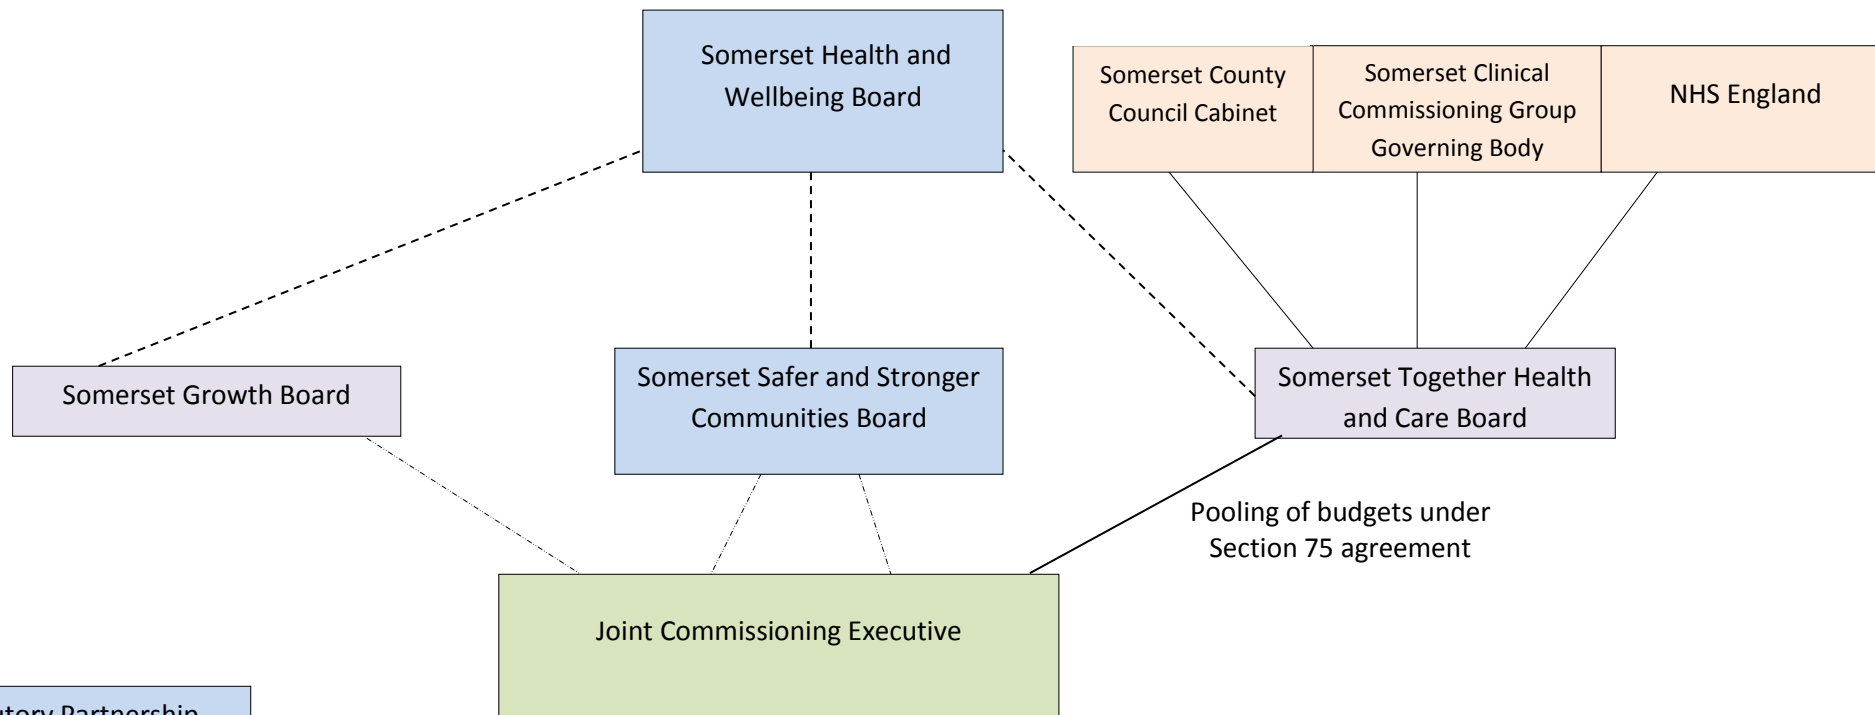 Somerset Health and
Wellbeing Board
Somerset County
Council Cabinet
Somerset Clinical
Commissioning Group
Governing Body
NHS England
Somerset Growth Board
Somerset Safer and Stronger
Communities Board
Somerset Together Health
and Care Board
Pooling of budgets under
Section 75 agreement
Joint Commissioning Executive
Partnership